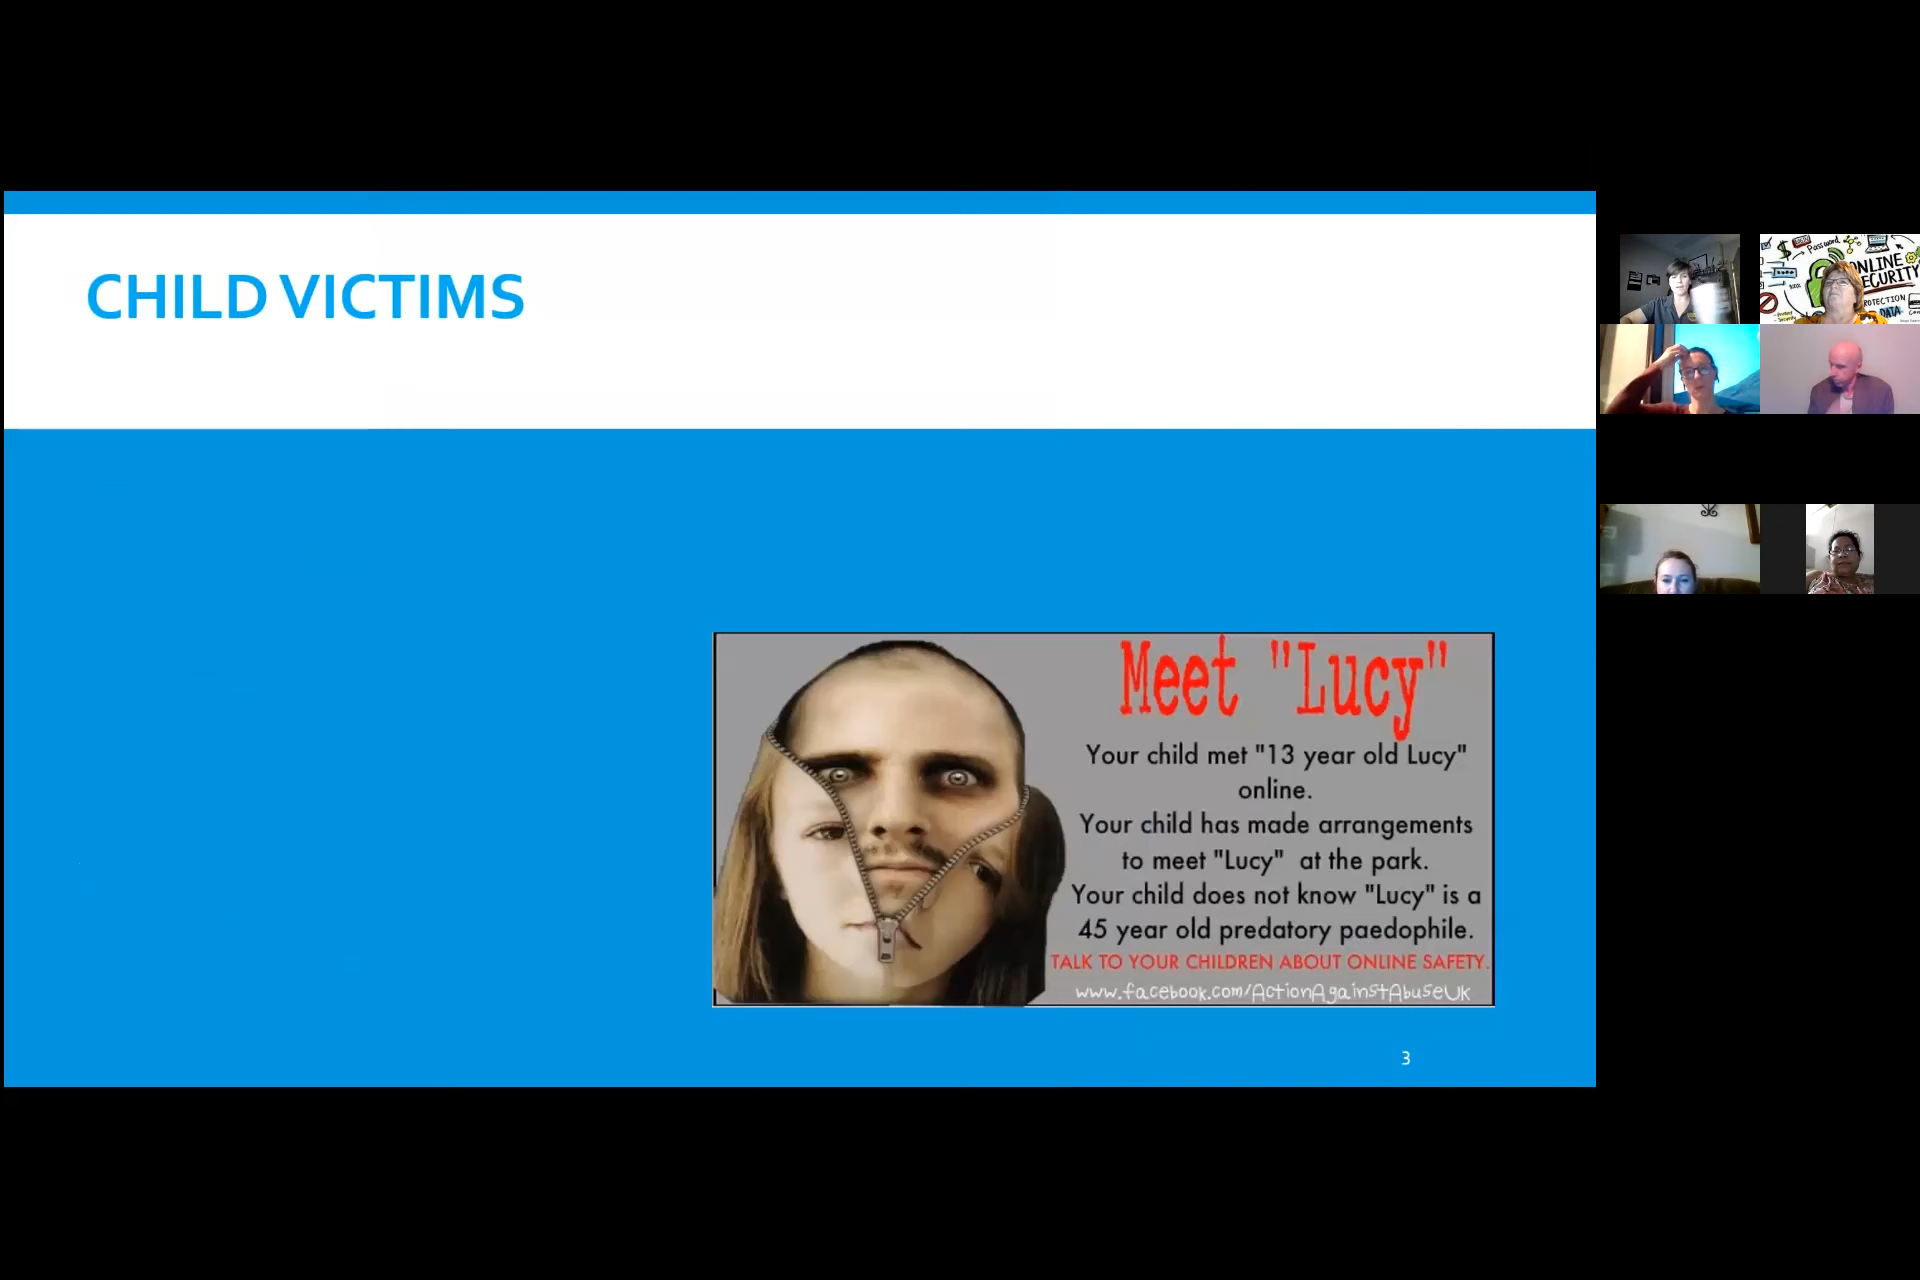 CHILD VICTIMS
Meet "Lucy"
Your child met "13 year old Lucy"
online.
Your child has made arrangements
to meet "Lucy" at the park.
Your child does not know "Lucy" is a
45 year old predatory paedophile.
TALK TO YOUR CHILDREN ABOUT ONLINE SAFETY.
www.facebook.com/ActionAgainstAbuseUk
3
Password
ONLINE
SECURITY
PROTECTION
DATA